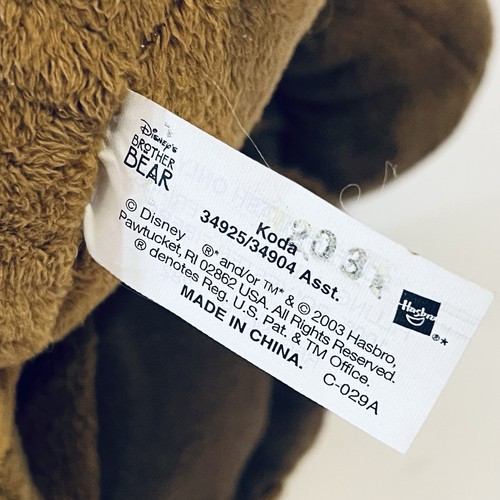 Disney's
BROTHER
BEAR
Koda
34925/34904 Asst.
© Disney ®* and/or ™* & © 2003 Hasbro,
Pawtucket, RI 02862 USA. All Rights Reserved.
® denotes Reg. U.S. Pat. & TM Office.
MADE IN CHINA. C-029A
Hasbro
®*